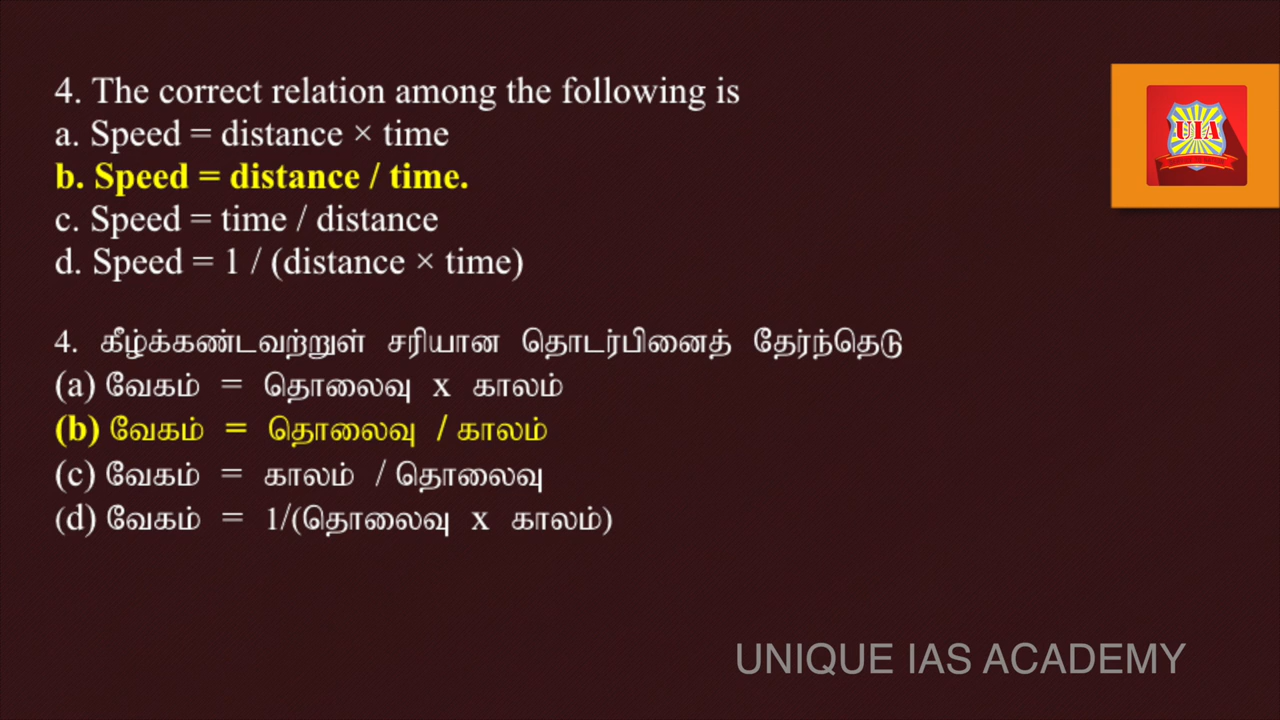 4. The correct relation among the following is
a. Speed = distance × time
b. Speed = distance / time.
c. Speed = time / distance
d. Speed = 1 / (distance × time)
UIA
4. கீழ்க்கண்டவற்றுள் சரியான தொடர்பினைத் தேர்ந்தெடு
(a) வேகம் = தொலைவு x காலம்
(b) வேகம் = தொலைவு / காலம்
(c) வேகம் = காலம் / தொலைவு
(d) வேகம் = 1/(தொலைவு x காலம்)
UNIQUE IAS ACADEMY